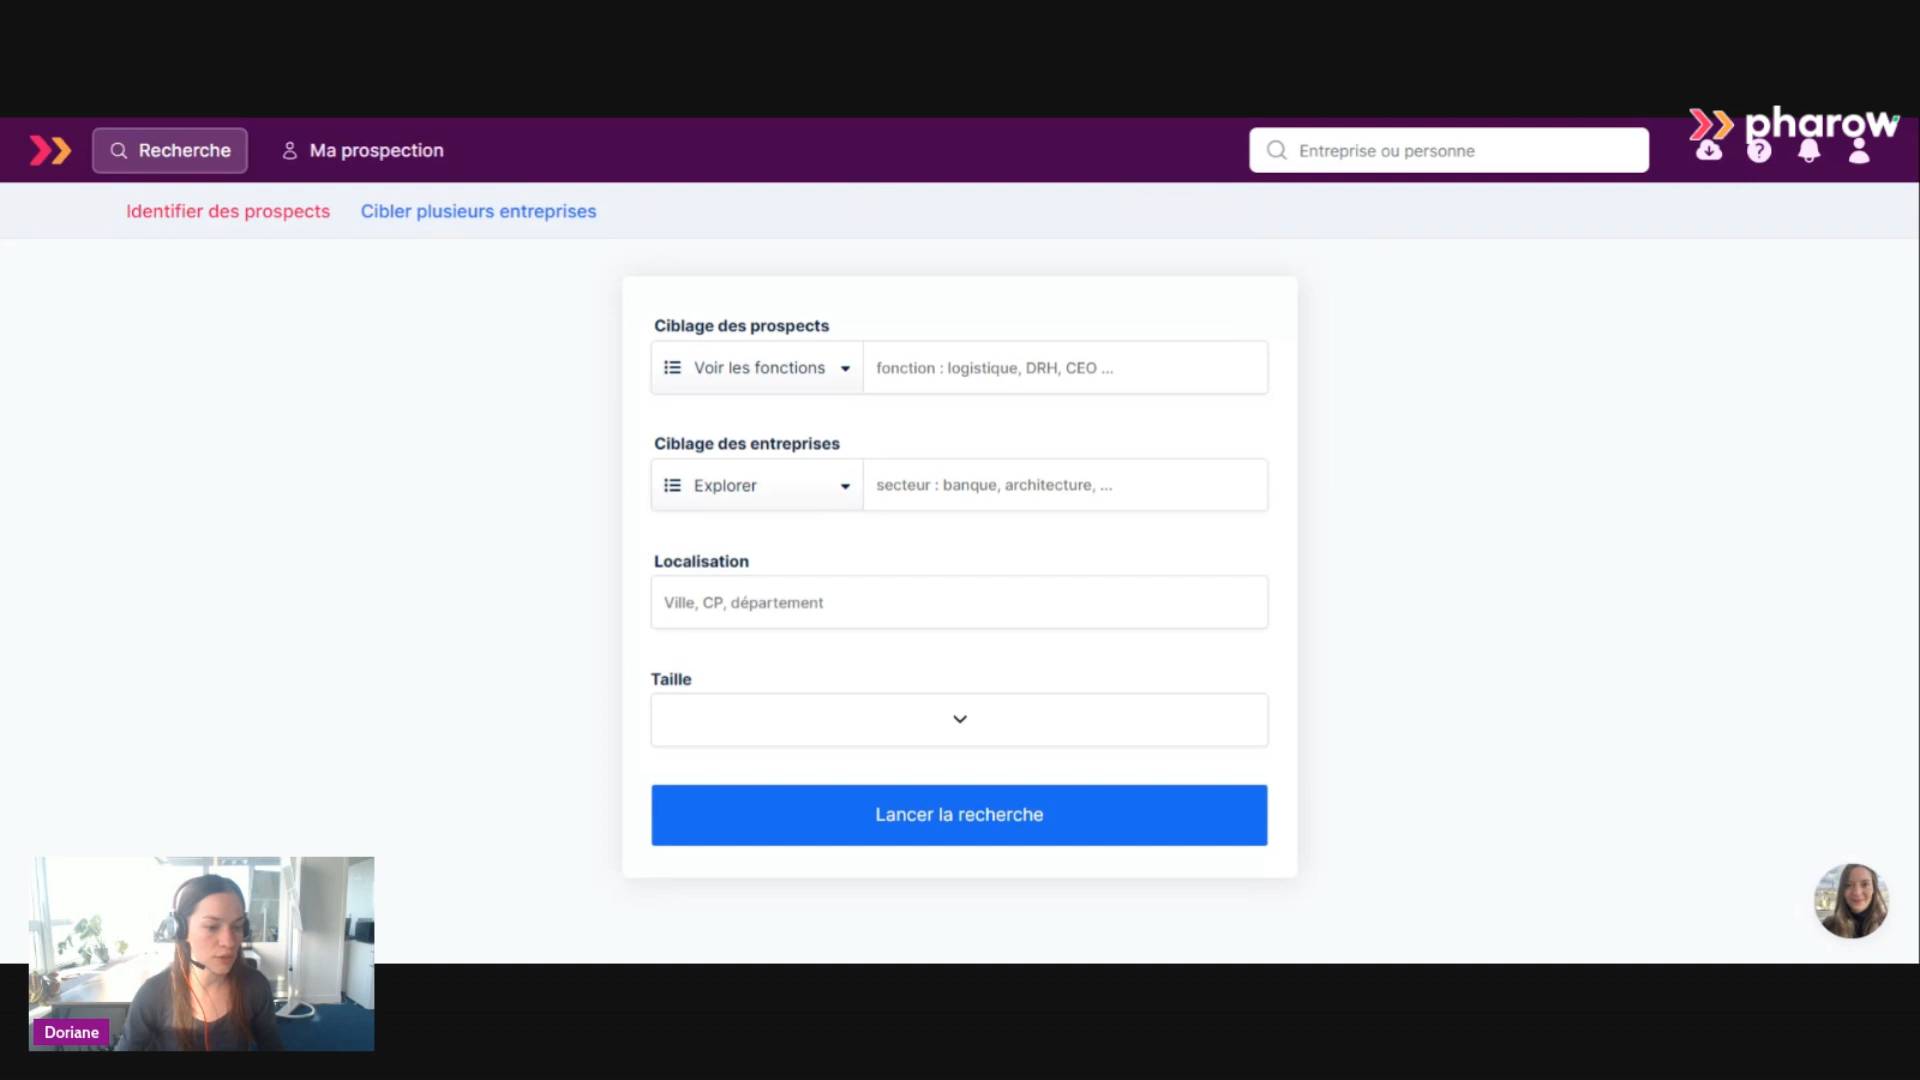 Recherche
Ma prospection
Entreprise ou personne
pharow
?
Identifier des prospects
Cibler plusieurs entreprises
Ciblage des prospects
Voir les fonctions
fonction : logistique, DRH, CEO ...
Ciblage des entreprises
Explorer
secteur : banque, architecture, ...
Localisation
Ville, CP, département
Taille
Lancer la recherche
Doriane